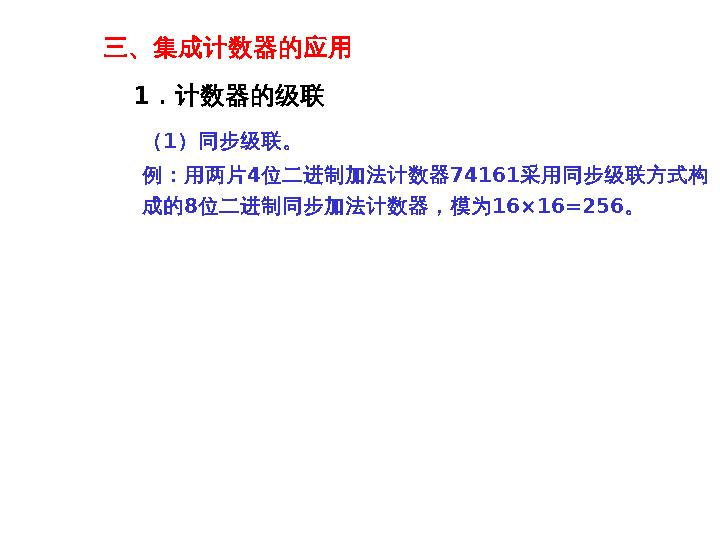 三、集成计数器的应用
1．计数器的级联
（1）同步级联。
例：用两片4位二进制加法计数器74161采用同步级联方式构
成的8位二进制同步加法计数器，模为16×16=256。